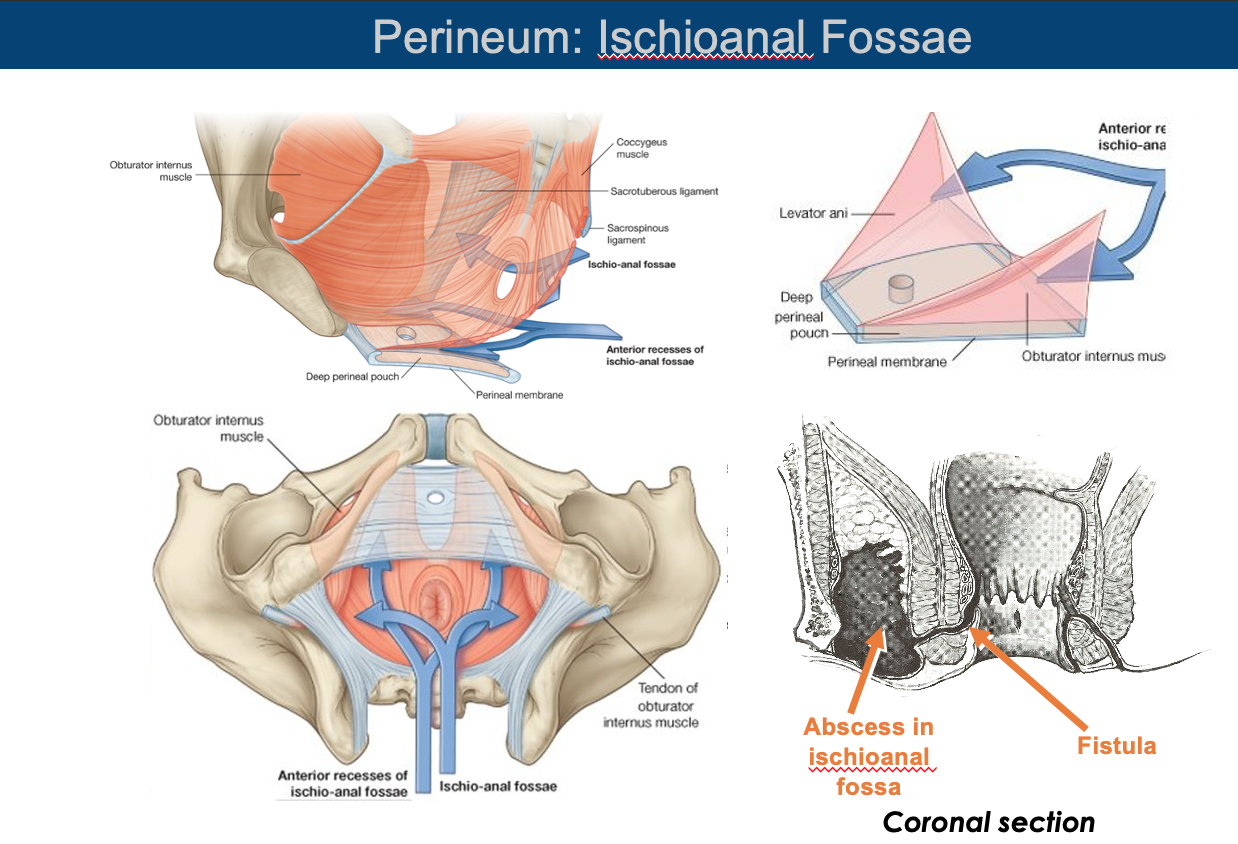 Perineum: Ischioanal Fossae
Obturator internus
muscle
Coccygeus
muscle
Sacrotuberous ligament
Sacrospinous
ligament
Ischio-anal fossae
Anterior recesses of
ischio-anal fossae
Deep perineal pouch
Perineal membrane
Anterior re
ischio-ana
Levator ani
Deep
perineal
pouch
Perineal membrane
Obturator internus mus
Obturator internus
muscle
Tendon of
obturator
internus muscle
Anterior recesses of
ischio-anal fossae
Ischio-anal fossae
Abscess in
ischioanal
fossa
Fistula
Coronal section